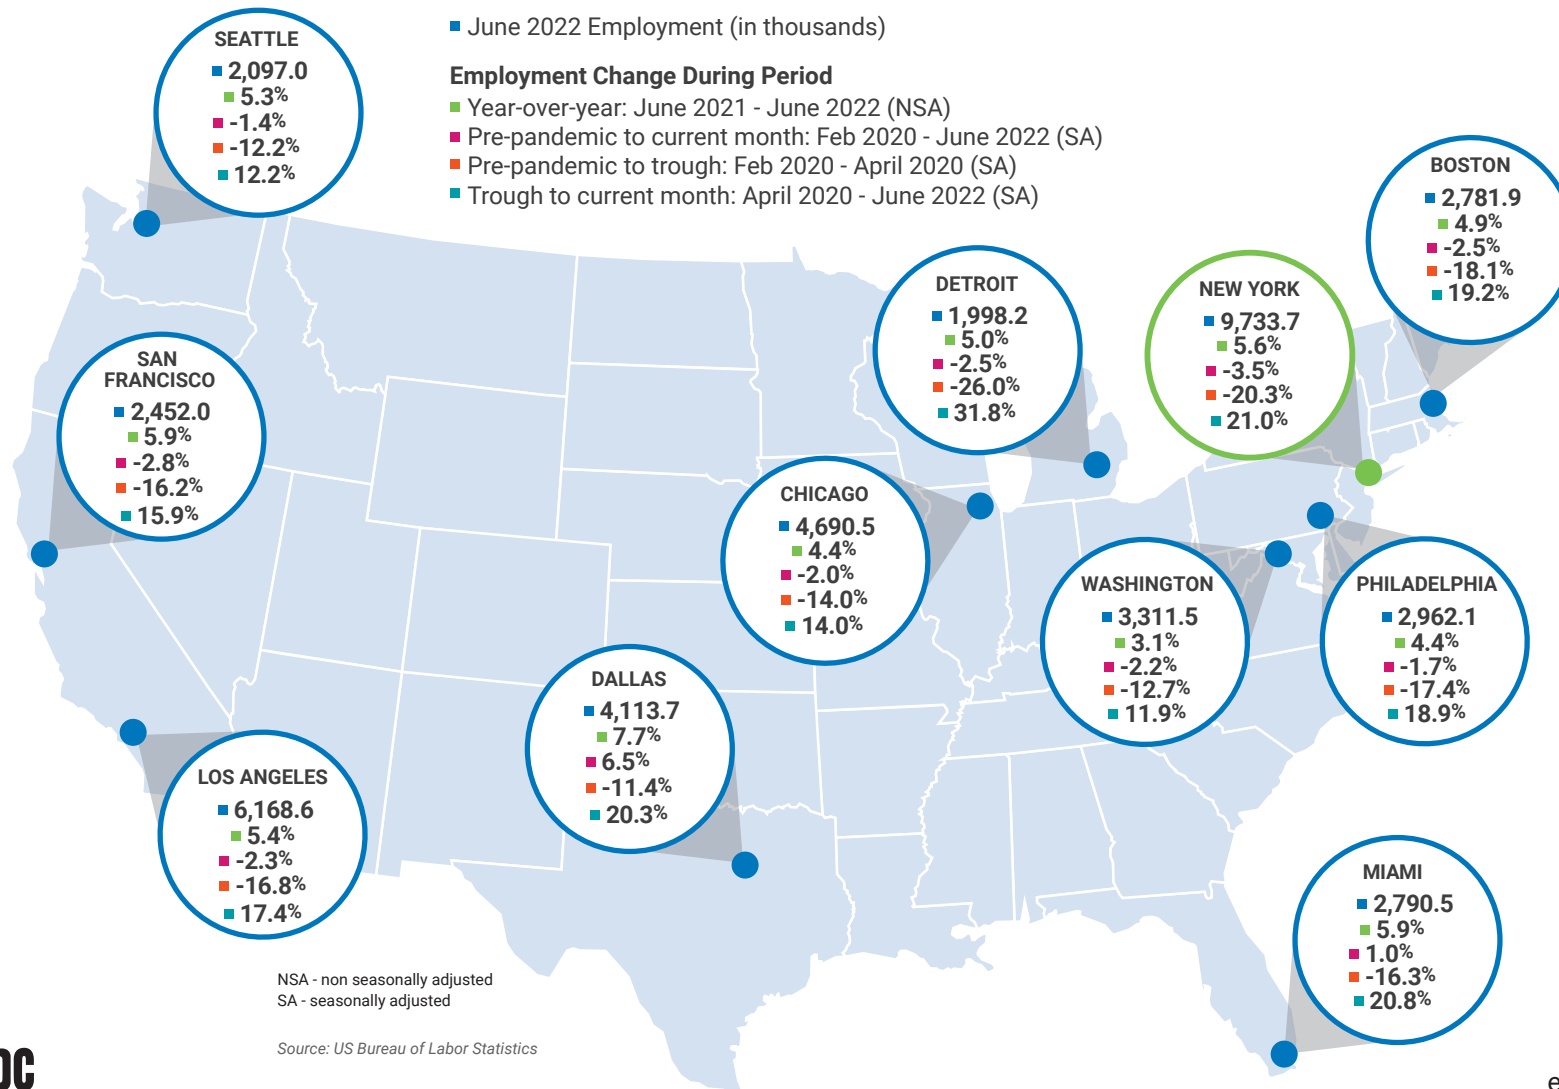 June 2022 Employment (in thousands)
Employment Change During Period
Year-over-year: June 2021 - June 2022 (NSA)
Pre-pandemic to current month: Feb 2020 - June 2022 (SA)
Pre-pandemic to trough: Feb 2020 - April 2020 (SA)
Trough to current month: April 2020 - June 2022 (SA)
SEATTLE
2,097.0
5.3%
-1.4%
-12.2%
12.2%
BOSTON
2,781.9
4.9%
-2.5%
-18.1%
19.2%
DETROIT
1,998.2
5.0%
-2.5%
-26.0%
31.8%
NEW YORK
9,733.7
5.6%
-3.5%
-20.3%
21.0%
SAN
FRANCISCO
2,452.0
5.9%
-2.8%
-16.2%
15.9%
CHICAGO
4,690.5
4.4%
-2.0%
-14.0%
14.0%
WASHINGTON
3,311.5
3.1%
-2.2%
-12.7%
11.9%
PHILADELPHIA
2,962.1
4.4%
-1.7%
-17.4%
18.9%
DALLAS
4,113.7
7.7%
6.5%
-11.4%
20.3%
LOS ANGELES
6,168.6
5.4%
-2.3%
-16.8%
17.4%
MIAMI
2,790.5
5.9%
1.0%
-16.3%
20.8%
NSA - non seasonally adjusted
SA - seasonally adjusted
Source: US Bureau of Labor Statistics